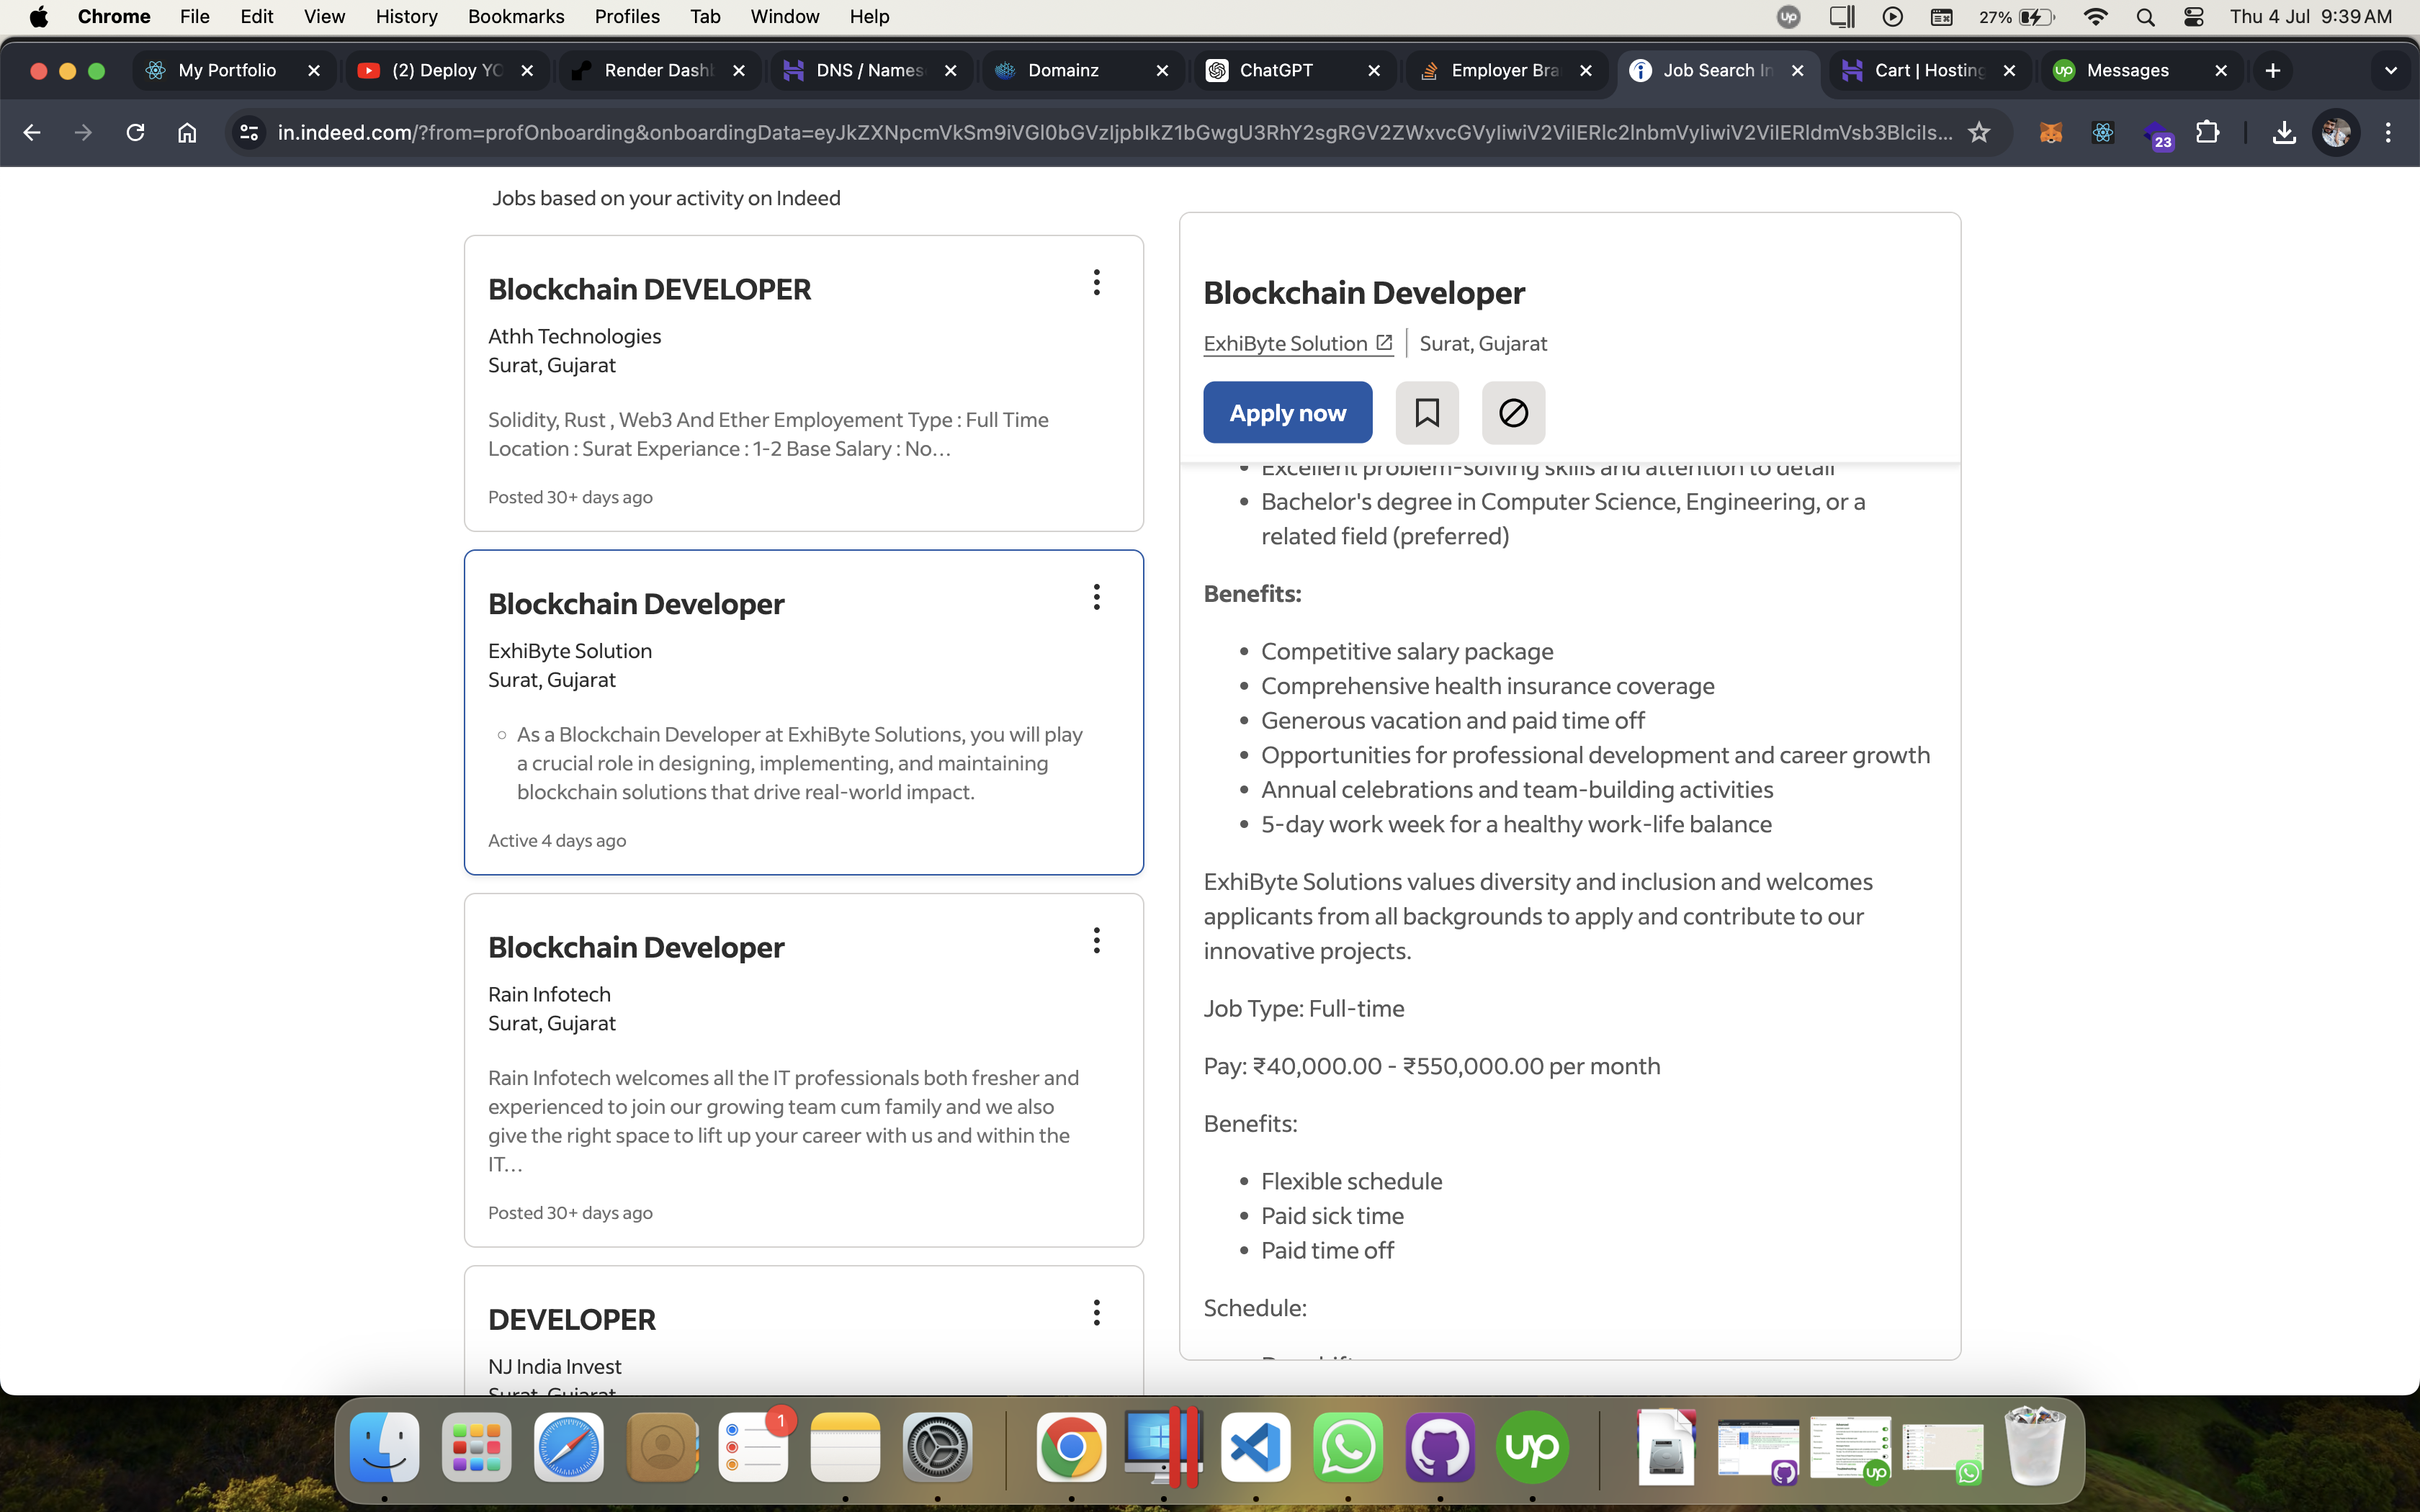 Chrome File Edit View History Bookmarks Profiles Tab Window Help
up 27% Thu 4 Jul 9:39 AM
My Portfolio
(2) Deploy YO
Render Dash
DNS / Names
Domainz
ChatGPT
Employer Bra
Job Search In
Cart | Hosting
up Messages
in.indeed.com/?from=profOnboarding&onboardingData=
23
Jobs based on your activity on Indeed
Blockchain DEVELOPER
Athh Technologies
Surat, Gujarat
Solidity, Rust , Web3 And Ether Employement Type : Full Time
Location : Surat Experiance : 1-2 Base Salary : No…
Posted 30+ days ago
Blockchain Developer
ExhiByte Solution
Surat, Gujarat
As a Blockchain Developer at ExhiByte Solutions, you will play
a crucial role in designing, implementing, and maintaining
blockchain solutions that drive real-world impact.
Active 4 days ago
Blockchain Developer
Rain Infotech
Surat, Gujarat
Rain Infotech welcomes all the IT professionals both fresher and
experienced to join our growing team cum family and we also
give the right space to lift up your career with us and within the
IT…
Posted 30+ days ago
DEVELOPER
NJ India Invest
Surat, Gujarat
Blockchain Developer
ExhiByte Solution
Surat, Gujarat
Apply now
Excellent problem-solving skills and attention to detail
Bachelor's degree in Computer Science, Engineering, or a
related field (preferred)
Benefits:
Competitive salary package
Comprehensive health insurance coverage
Generous vacation and paid time off
Opportunities for professional development and career growth
Annual celebrations and team-building activities
5-day work week for a healthy work-life balance
ExhiByte Solutions values diversity and inclusion and welcomes
applicants from all backgrounds to apply and contribute to our
innovative projects.
Job Type: Full-time
Pay: ₹40,000.00 - ₹550,000.00 per month
Benefits:
Flexible schedule
Paid sick time
Paid time off
Schedule:
1
up
up